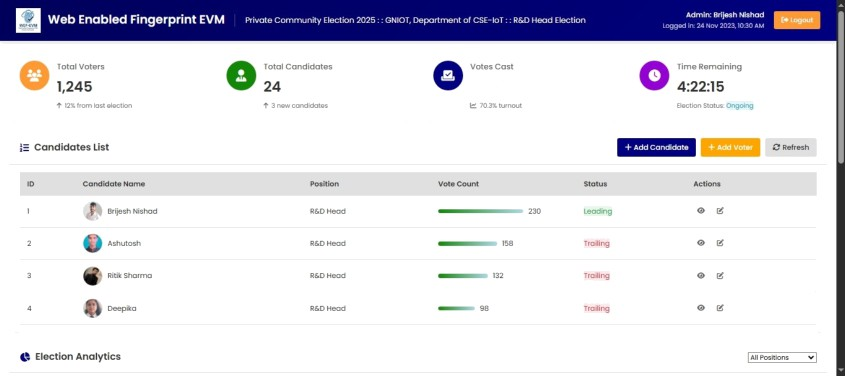 WEF-EVM
Web Enabled Fingerprint EVM
Private Community Election 2025 : : GNIOT, Department of CSE-IoT : : R&D Head Election
Admin: Brijesh Nishad
Logged in: 24 Nov 2023, 10:30 AM
Logout
Total Voters
1,245
12% from last election
Total Candidates
24
3 new candidates
Votes Cast
70.3% turnout
Time Remaining
4:22:15
Election Status: Ongoing
Candidates List
+ Add Candidate
+ Add Voter
Refresh
ID Candidate Name Position Vote Count Status Actions
1 Brijesh Nishad R&D Head 230 Leading
2 Ashutosh R&D Head 158 Trailing
3 Ritik Sharma R&D Head 132 Trailing
4 Deepika R&D Head 98 Trailing
Election Analytics
All Positions